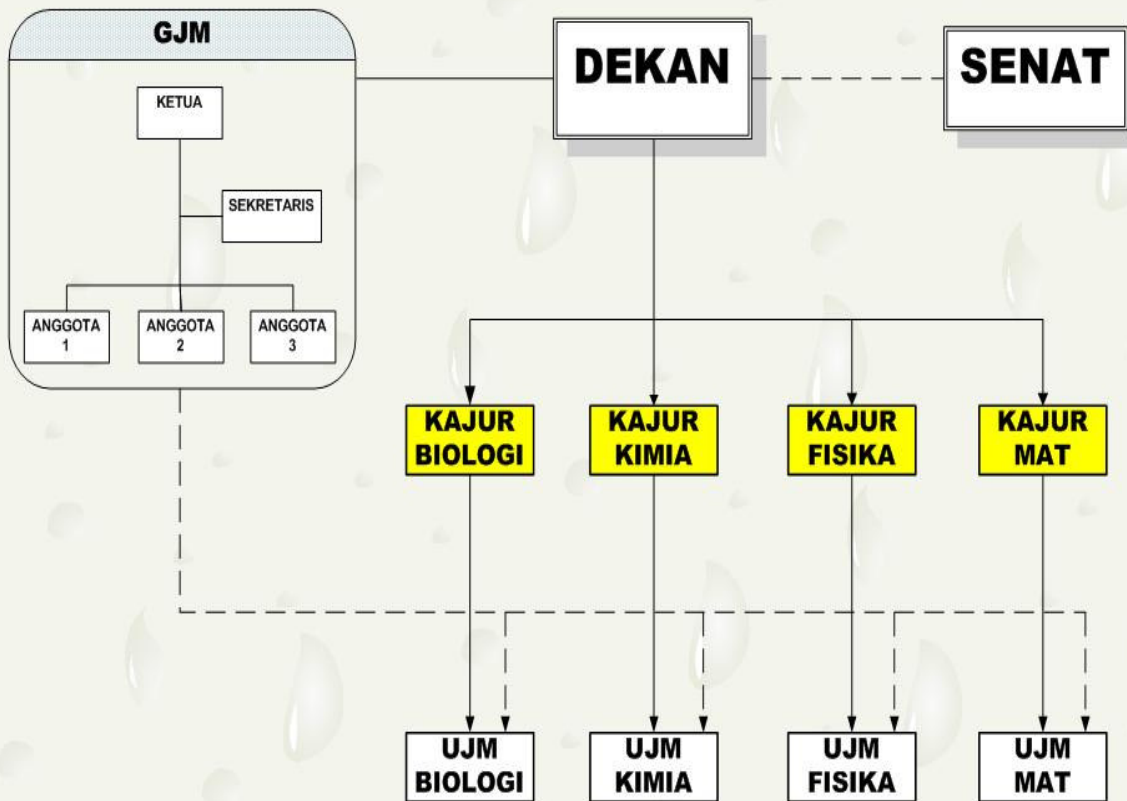 GJM
KETUA
SEKRETARIS
ANGGOTA
1
ANGGOTA
2
ANGGOTA
3
DEKAN
SENAT
KAJUR
BIOLOGI
KAJUR
KIMIA
KAJUR
FISIKA
KAJUR
MAT
UJM
BIOLOGI
UJM
KIMIA
UJM
FISIKA
UJM
MAT